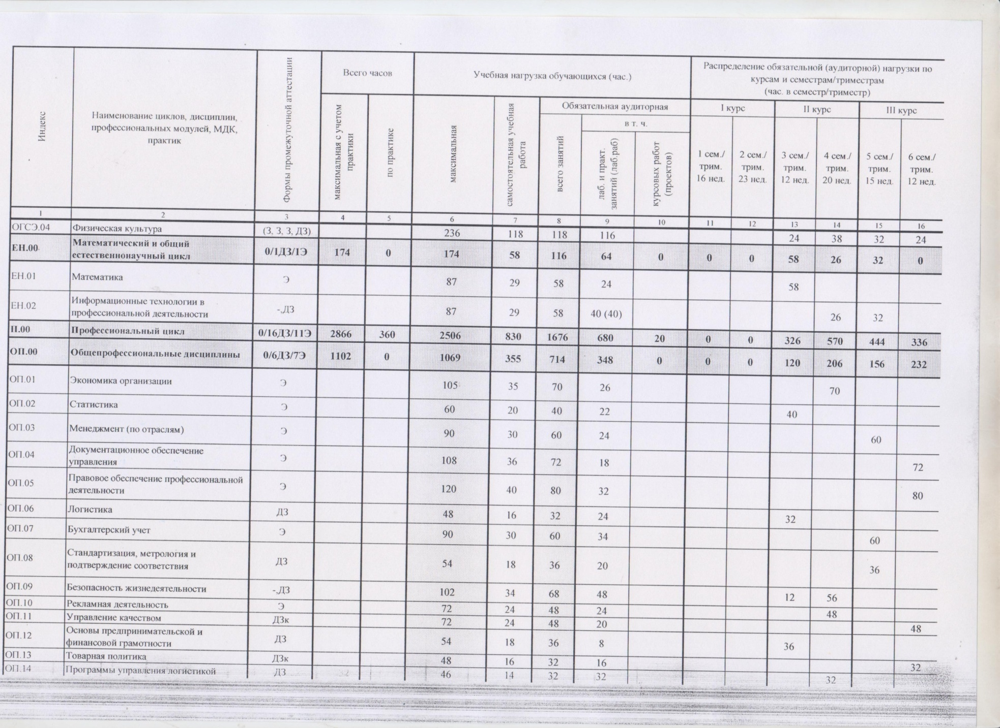 Индекс
Наименование циклов, дисциплин,
профессиональных модулей, МДК,
практик
Формы промежуточной аттестации
Всего часов
Учебная нагрузка обучающихся (час.)
Распределение обязательной (аудиторной) нагрузки по
курсам и семестрам/триместрам
(час. в семестр/триместр)
максимальная с учетом
практики
по практике
максимальная
самостоятельная учебная
работа
Обязательная аудиторная
I курс
II курс
III курс
всего занятий
в т. ч.
лаб. и практ.
занятий (лаб.раб)
курсовых работ
(проектов)
1 сем./
трим.
16 нед.
2 сем./
трим.
23 нед.
3 сем./
трим.
12 нед.
4 сем./
трим.
20 нед.
5 сем./
трим.
15 нед.
6 сем./
трим.
12 нед.
1 2 3 4 5 6 7 8 9 10 11 12 13 14 15 16
ОГСЭ.04 Физическая культура (З, З, З, ДЗ) 236 118 118 116 24 38 32 24
ЕН.00 Математический и общий
естественнонаучный цикл 0/1ДЗ/1Э 174 0 174 58 116 64 0 0 0 58 26 32 0
ЕН.01 Математика Э 87 29 58 24 58
ЕН.02 Информационные технологии в
профессиональной деятельности -,ДЗ 87 29 58 40 (40) 26 32
П.00 Профессиональный цикл 0/16ДЗ/11Э 2866 360 2506 830 1676 680 20 0 0 326 570 444 336
ОП.00 Общепрофессиональные дисциплины 0/6ДЗ/7Э 1102 0 1069 355 714 348 0 0 0 120 206 156 232
ОП.01 Экономика организации Э 105 35 70 26 70
ОП.02 Статистика Э 60 20 40 22 40
ОП.03 Менеджмент (по отраслям) Э 90 30 60 24 60
ОП.04 Документационное обеспечение
управления Э 108 36 72 18 72
ОП.05 Правовое обеспечение профессиональной
деятельности Э 120 40 80 32 80
ОП.06 Логистика ДЗ 48 16 32 24 32
ОП.07 Бухгалтерский учет Э 90 30 60 34 60
ОП.08 Стандартизация, метрология и
подтверждение соответствия ДЗ 54 18 36 20 36
ОП.09 Безопасность жизнедеятельности -,ДЗ 102 34 68 48 12 56
ОП.10 Рекламная деятельность Э 72 24 48 24 48
ОП.11 Управление качеством ДЗк 72 24 48 20 48
ОП.12 Основы предпринимательской и
финансовой грамотности ДЗ 54 18 36 8 36
ОП.13 Товарная политика ДЗк 48 16 32 16 32
ОП.14 Программы управления логистикой ДЗ 46 14 32 32 32